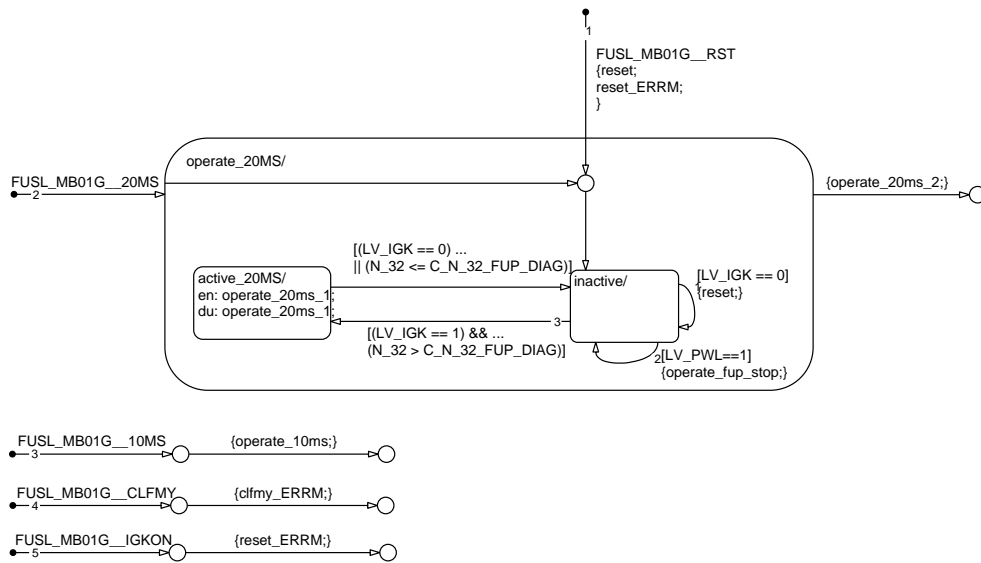 1
FUSL_MB01G__RST
{reset;
reset_ERRM;
}
operate_20MS/
FUSL_MB01G__20MS
2
{operate_20ms_2;}
[(LV_IGK == 0) ...
|| (N_32 <= C_N_32_FUP_DIAG)]
active_20MS/
en: operate_20ms_1;
du: operate_20ms_1;
inactive/
1
[LV_IGK == 0]
{reset;}
3
[(LV_IGK == 1) && ...
(N_32 > C_N_32_FUP_DIAG)]
2
[LV_PWL==1]
{operate_fup_stop;}
FUSL_MB01G__10MS
3
{operate_10ms;}
FUSL_MB01G__CLFMY
4
{clfmy_ERRM;}
FUSL_MB01G__IGKON
5
{reset_ERRM;}